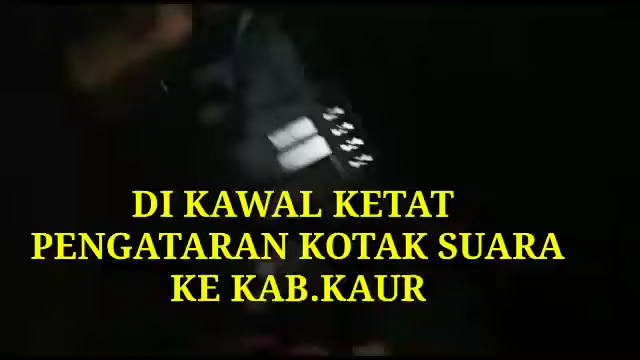 DI KAWAL KETAT
PENGATARAN KOTAK SUARA
KE KAB.KAUR